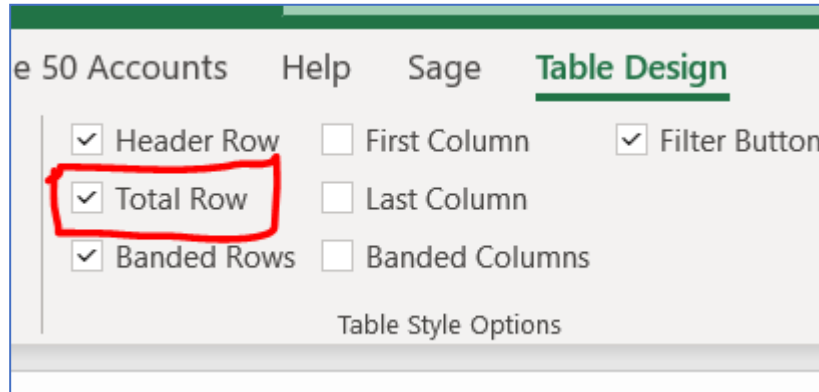 e 50 Accounts Help Sage Table Design
Header Row First Column Filter Button
Total Row Last Column
Banded Rows Banded Columns
Table Style Options